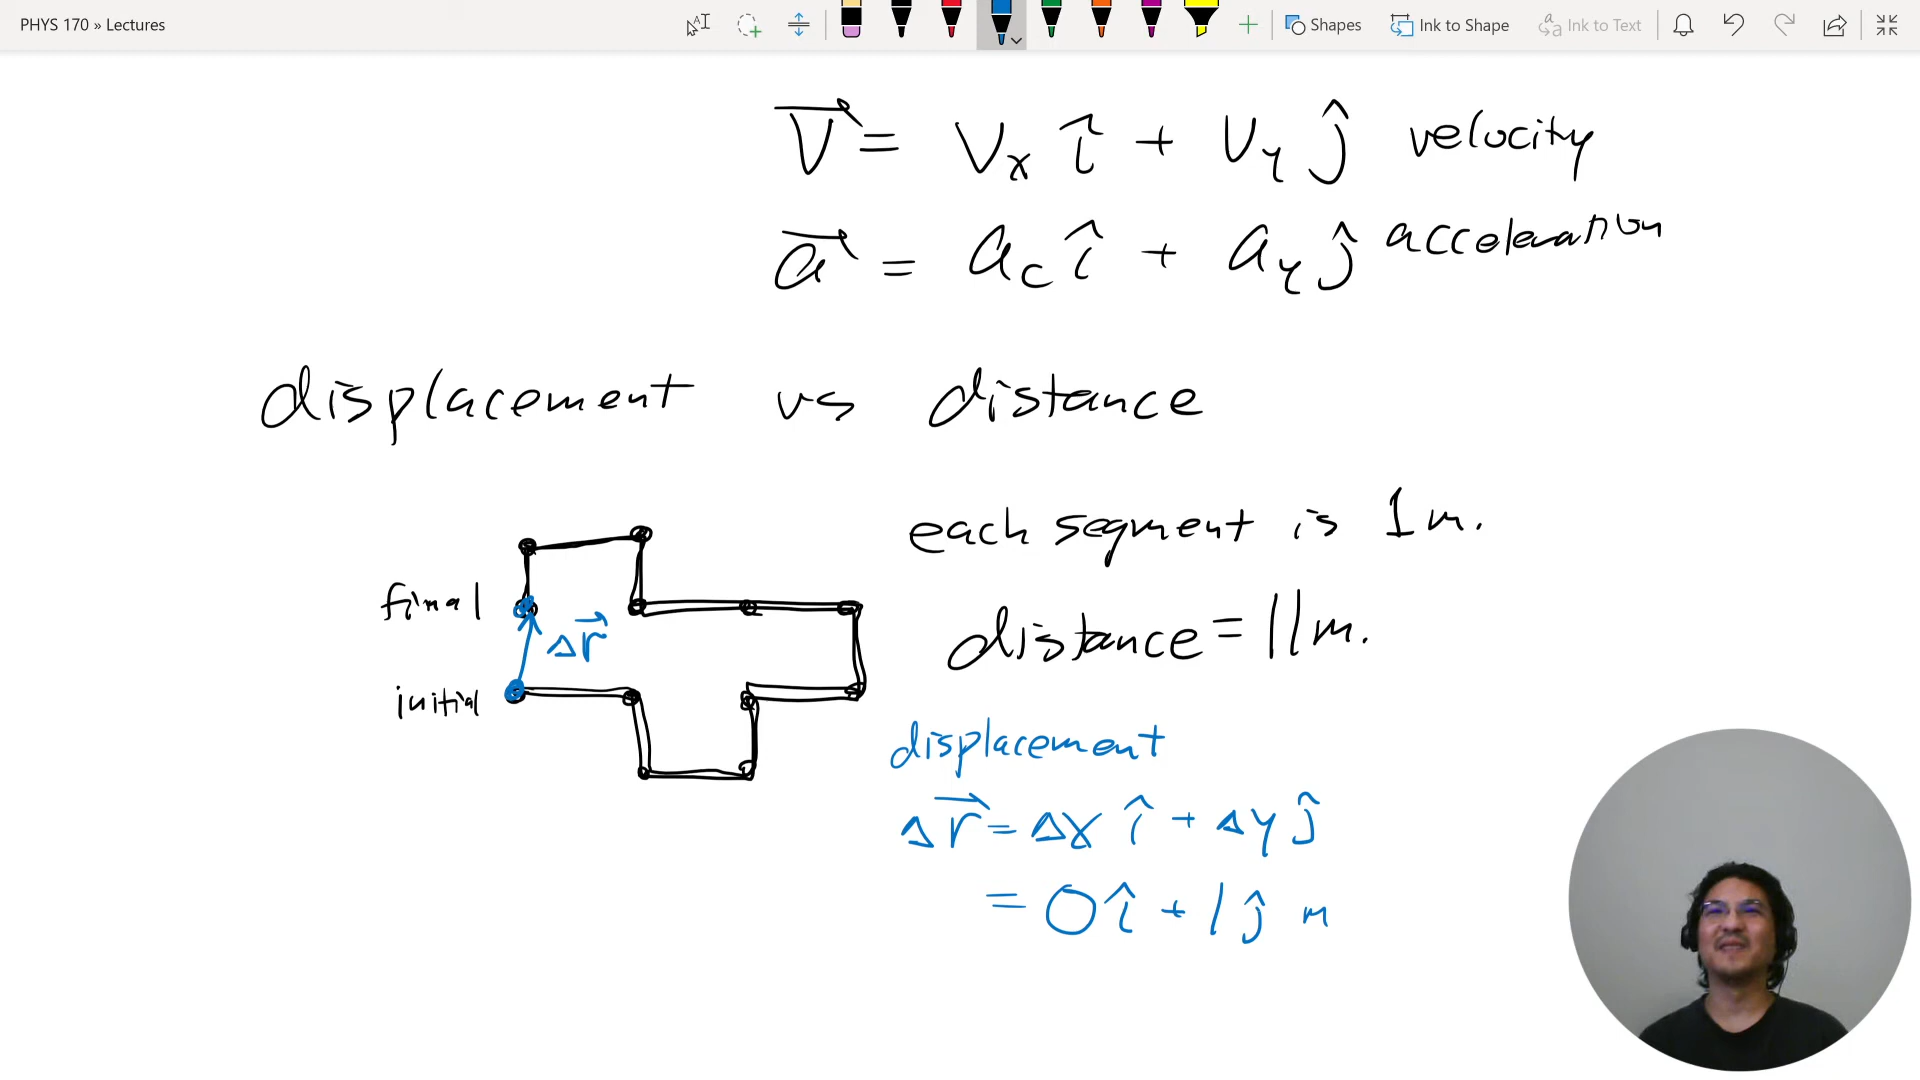 PHYS 170 » Lectures
Shapes
Ink to Shape
Ink to Text
V⃗ = Vx î + Vy ĵ velocity
a⃗ = ac î + ay ĵ acceleration
displacement vs distance
each segment is 1m.
final
Δr⃗
distance = 11m.
initial
displacement
Δr⃗ = Δx î + Δy ĵ
= 0 î + 1 ĵ m